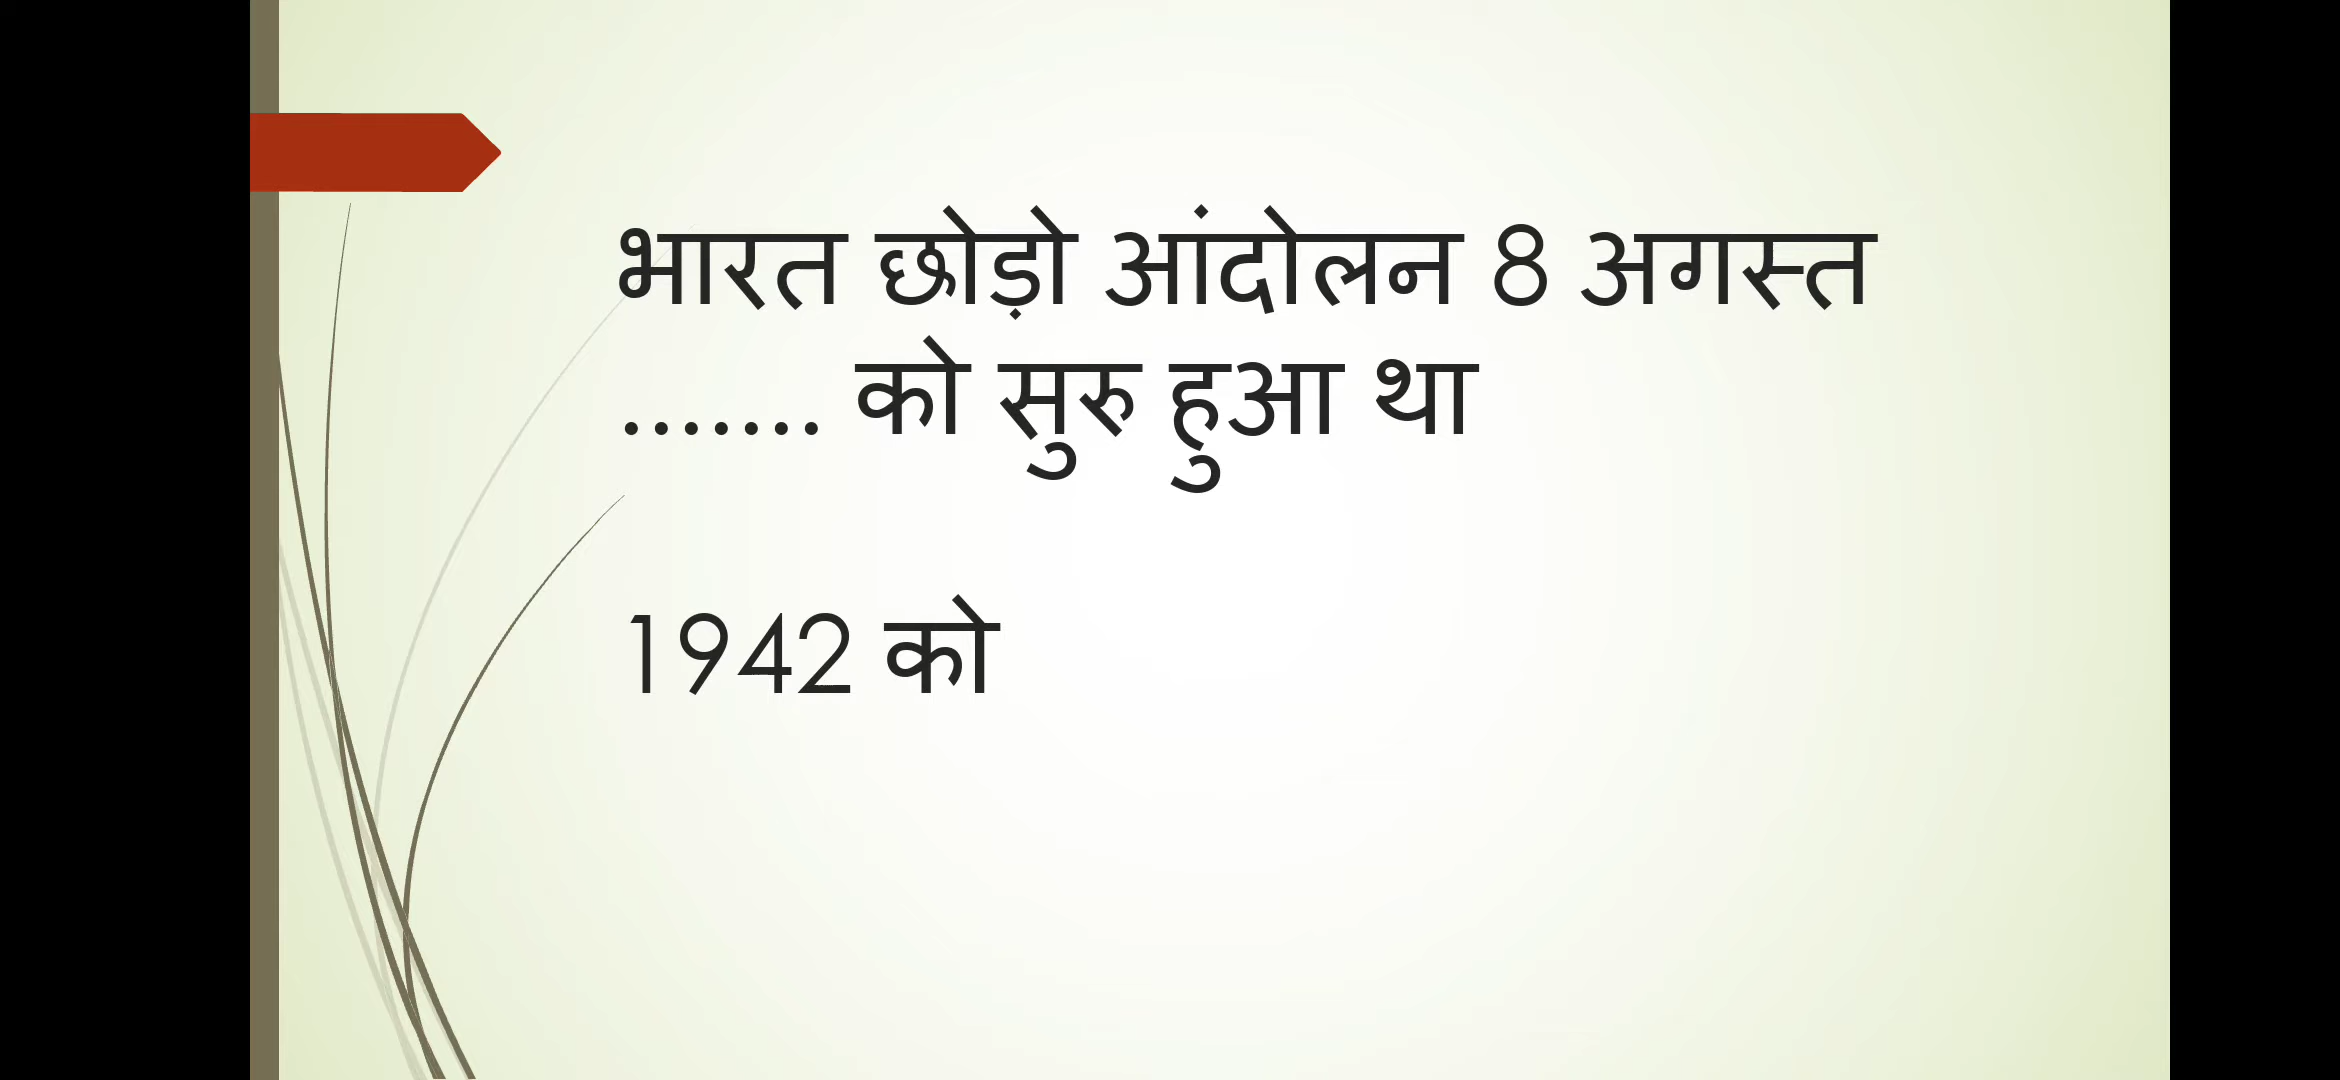 भारत छोड़ो आंदोलन 8 अगस्त
....... को सुरु हुआ था
1942 को